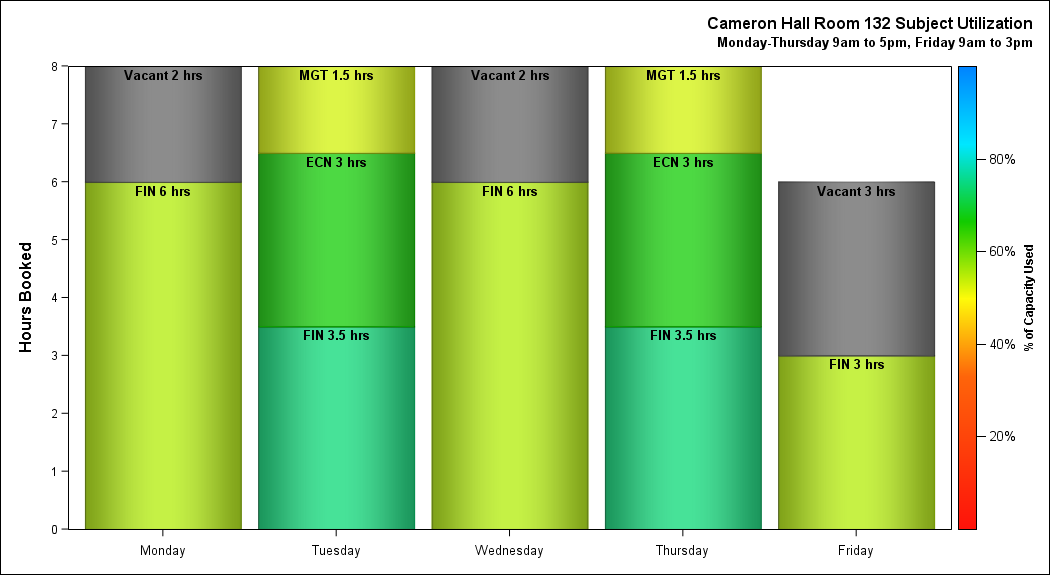 Cameron Hall Room 132 Subject Utilization
Monday-Thursday 9am to 5pm, Friday 9am to 3pm
Hours Booked
8
7
6
5
4
3
2
1
0
Vacant 2 hrs
FIN 6 hrs
MGT 1.5 hrs
ECN 3 hrs
FIN 3.5 hrs
Vacant 2 hrs
FIN 6 hrs
MGT 1.5 hrs
ECN 3 hrs
FIN 3.5 hrs
Vacant 3 hrs
FIN 3 hrs
Monday
Tuesday
Wednesday
Thursday
Friday
80%
60%
40%
20%
% of Capacity Used